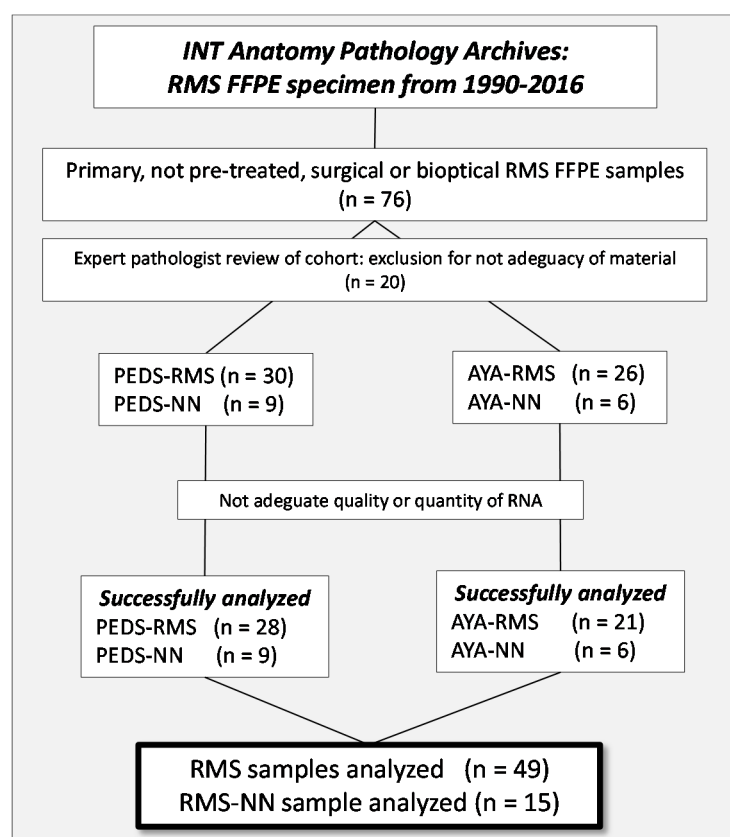 INT Anatomy Pathology Archives:
RMS FFPE specimen from 1990-2016
Primary, not pre-treated, surgical or bioptical RMS FFPE samples
(n = 76)
Expert pathologist review of cohort: exclusion for not adeguacy of material
(n = 20)
PEDS-RMS (n = 30)
PEDS-NN (n = 9)
AYA-RMS (n = 26)
AYA-NN (n = 6)
Not adeguate quality or quantity of RNA
Successfully analyzed
PEDS-RMS (n = 28)
PEDS-NN (n = 9)
Successfully analyzed
AYA-RMS (n = 21)
AYA-NN (n = 6)
RMS samples analyzed (n = 49)
RMS-NN sample analyzed (n = 15)